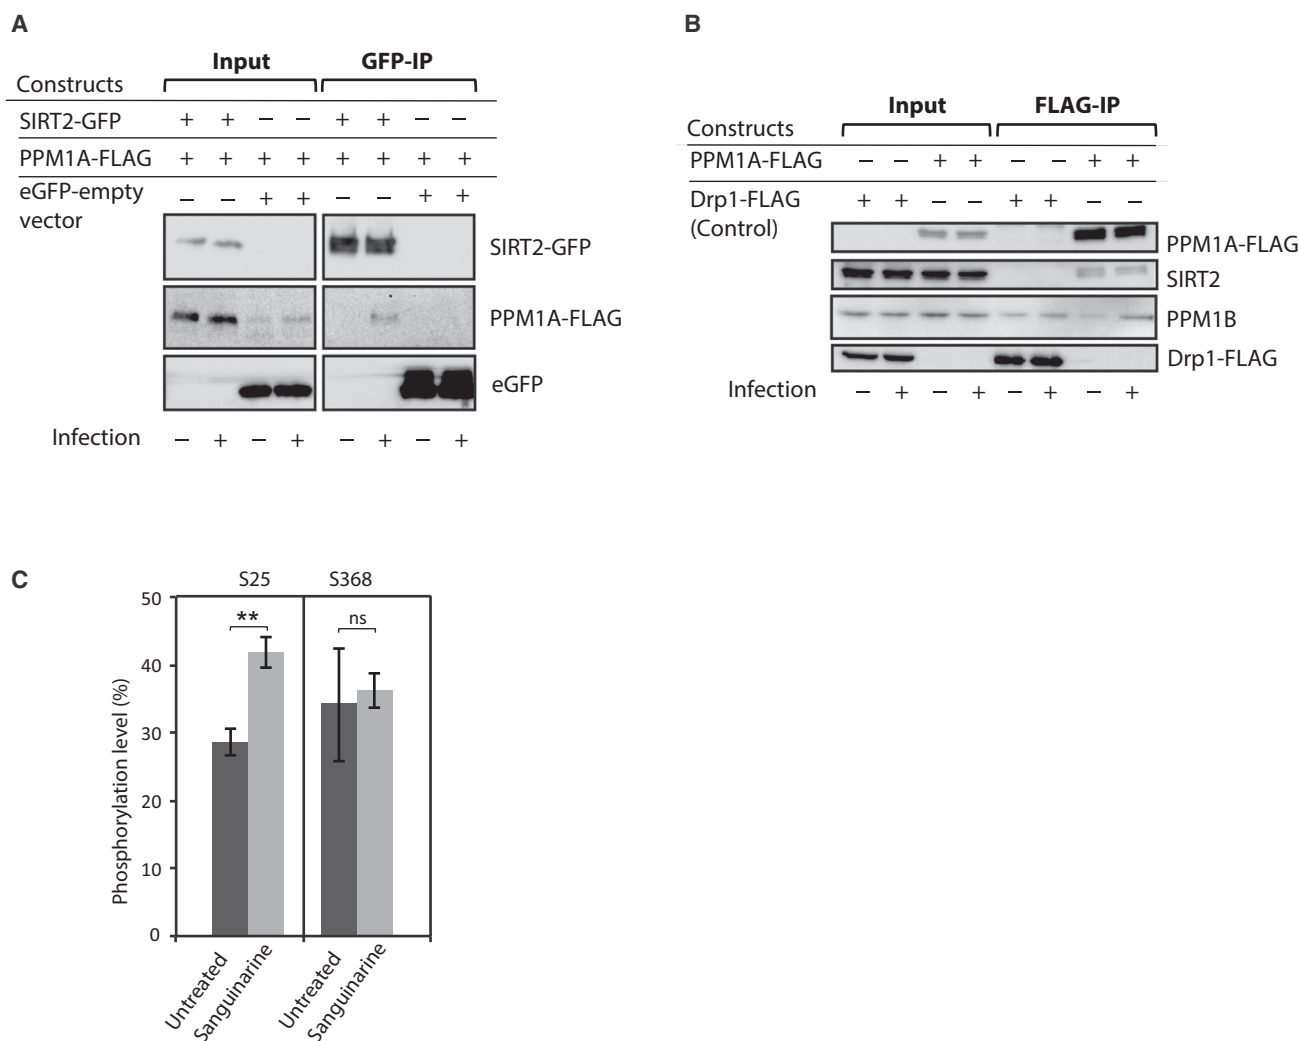 A
Input GFP-IP
Constructs
SIRT2-GFP + + − − + + − −
PPM1A-FLAG + + + + + + + +
eGFP-empty − − + + − − + +
vector
SIRT2-GFP
PPM1A-FLAG
eGFP
Infection − + − + − + − +
B
Input FLAG-IP
Constructs
PPM1A-FLAG − − + + − − + +
Drp1-FLAG + + − − + + − −
(Control)
PPM1A-FLAG
SIRT2
PPM1B
Drp1-FLAG
Infection − + − + − + − +
C
S25 S368
** ns
Phosphorylation level (%)
50
40
30
20
10
0
Untreated
Sanguinarine
Untreated
Sanguinarine